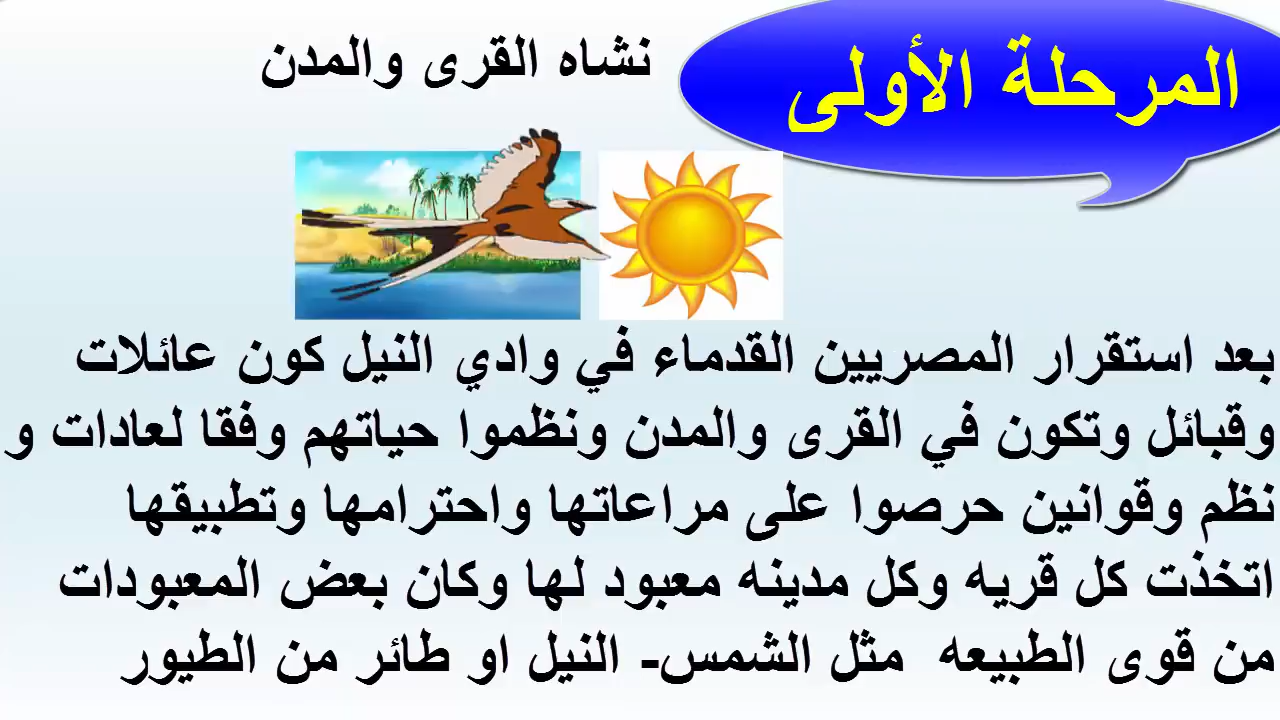 المرحلة الأولى
نشاه القرى والمدن
بعد استقرار المصريين القدماء في وادي النيل كون عائلات
وقبائل وتكون في القرى والمدن ونظموا حياتهم وفقا لعادات و
نظم وقوانين حرصوا على مراعاتها واحترامها وتطبيقها
اتخذت كل قريه وكل مدينه معبود لها وكان بعض المعبودات
من قوى الطبيعه مثل الشمس- النيل او طائر من الطيور